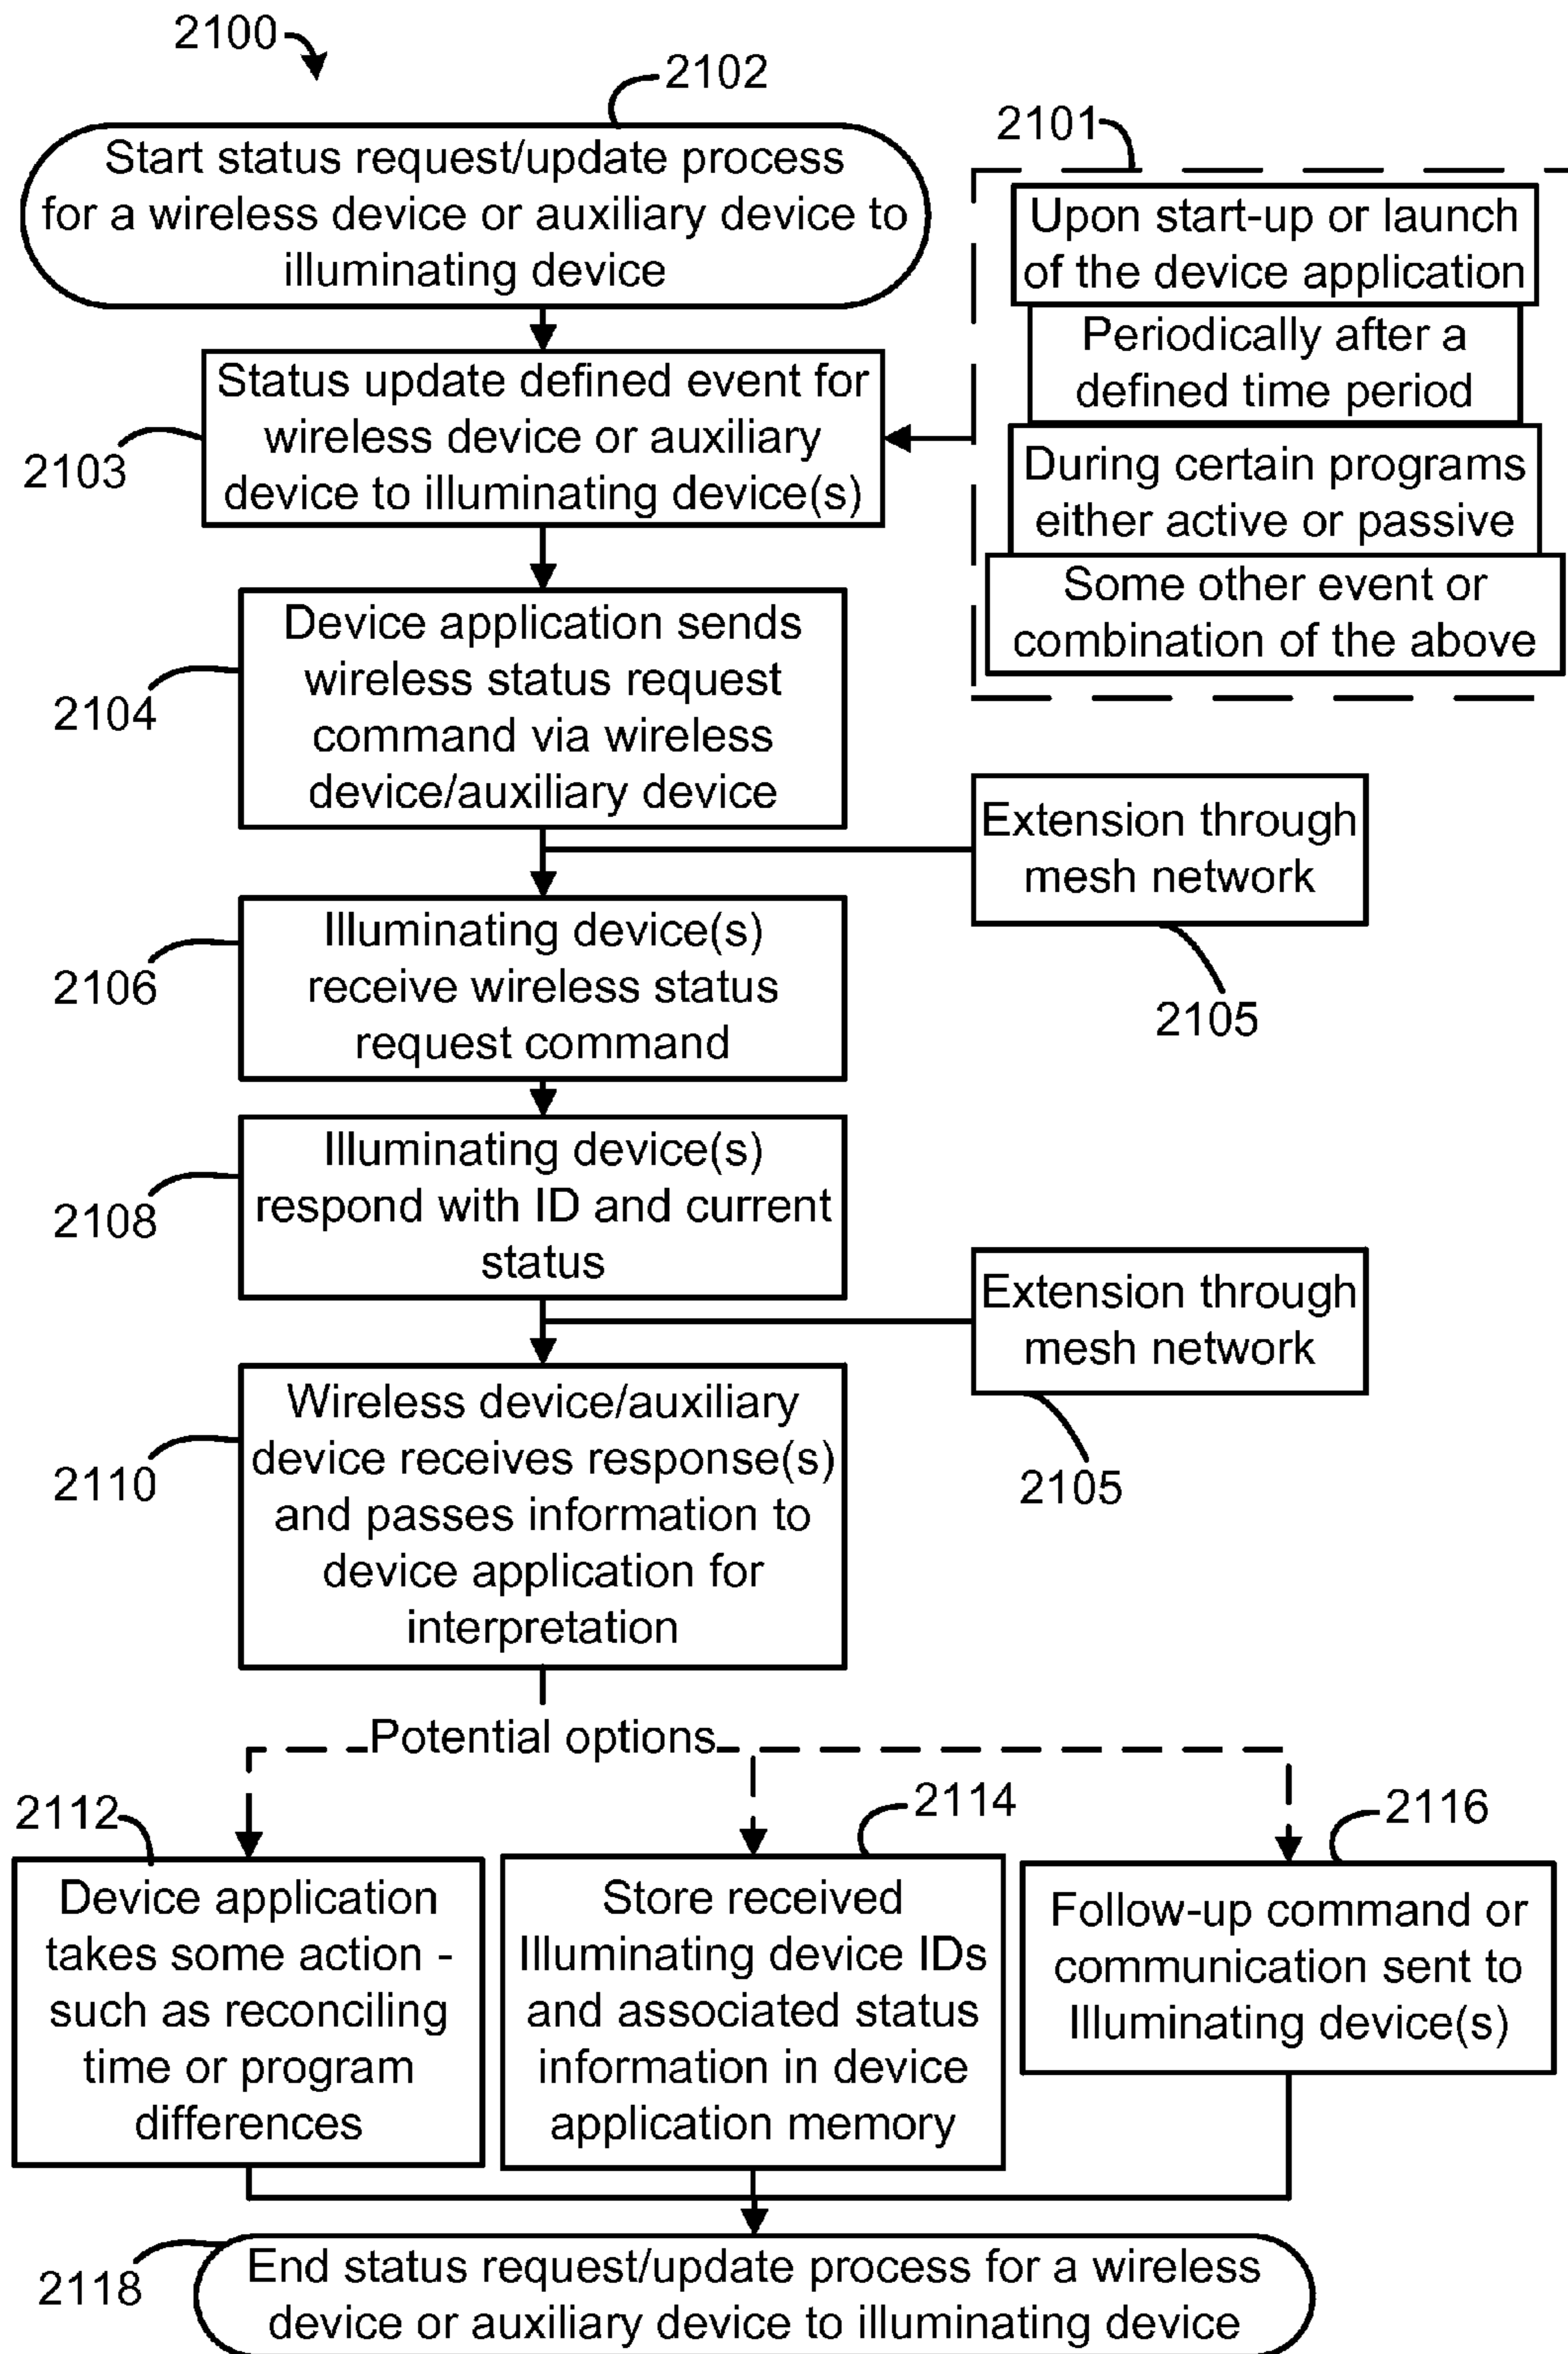 2100
2102
Start status request/update process
for a wireless device or auxiliary device to
illuminating device
2101
Upon start-up or launch
of the device application
Periodically after a
defined time period
During certain programs
either active or passive
Some other event or
combination of the above
Status update defined event for
wireless device or auxiliary
device to illuminating device(s)
2103
Device application sends
wireless status request
command via wireless
device/auxiliary device
2104
Extension through
mesh network
2105
Illuminating device(s)
receive wireless status
request command
2106
Illuminating device(s)
respond with ID and current
status
2108
Extension through
mesh network
2105
Wireless device/auxiliary
device receives response(s)
and passes information to
device application for
interpretation
2110
Potential options
2112
Device application
takes some action -
such as reconciling
time or program
differences
2114
Store received
Illuminating device IDs
and associated status
information in device
application memory
2116
Follow-up command or
communication sent to
Illuminating device(s)
2118
End status request/update process for a wireless
device or auxiliary device to illuminating device